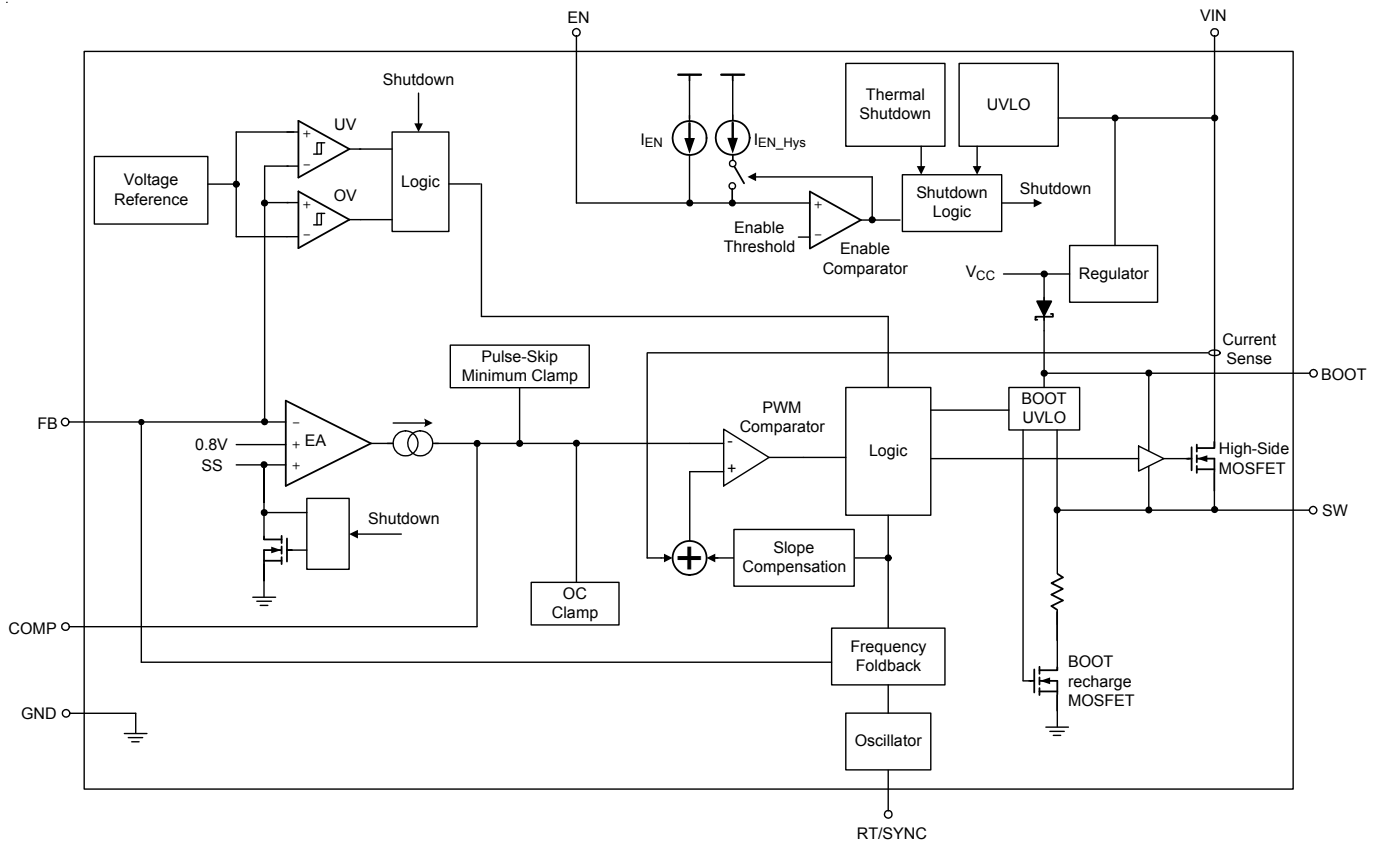 EN
VIN
Shutdown
UV
Voltage
Reference
Logic
OV
I_EN
I_EN_Hys
Thermal
Shutdown
UVLO
Shutdown
Logic
Shutdown
+
−
+
−
+
−
Enable
Threshold
Enable
Comparator
VCC
Regulator
Current
Sense
BOOT
Pulse-Skip
Minimum Clamp
BOOT
UVLO
FB
−
+
+
EA
0.8V
SS
PWM
Comparator
-
+
Logic
High-Side
MOSFET
SW
Shutdown
Slope
Compensation
OC
Clamp
COMP
Frequency
Foldback
BOOT
recharge
MOSFET
GND
Oscillator
RT/SYNC